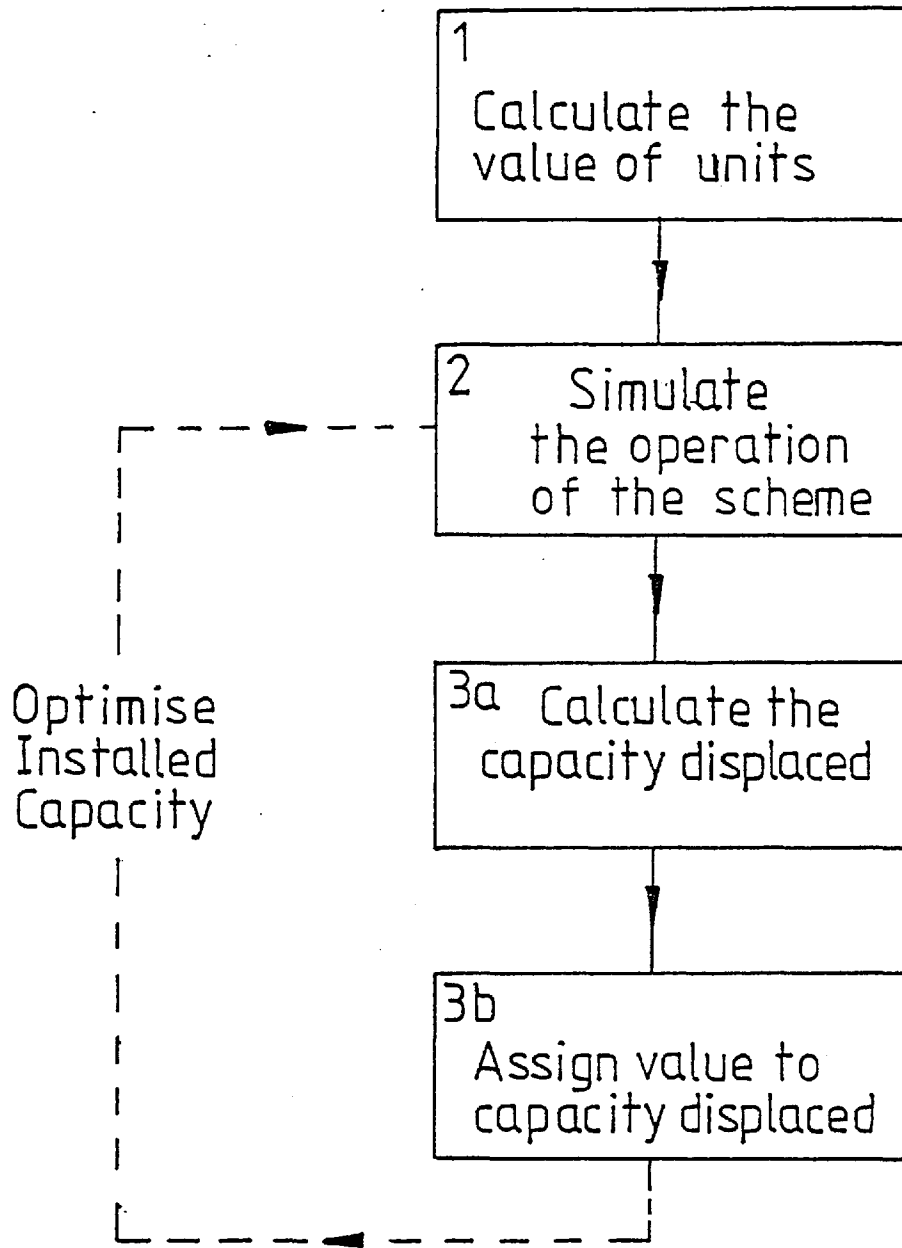 1
Calculate the
value of units
2
Simulate
the operation
of the scheme
3a
Calculate the
capacity displaced
3b
Assign value to
capacity displaced
Optimise
Installed
Capacity